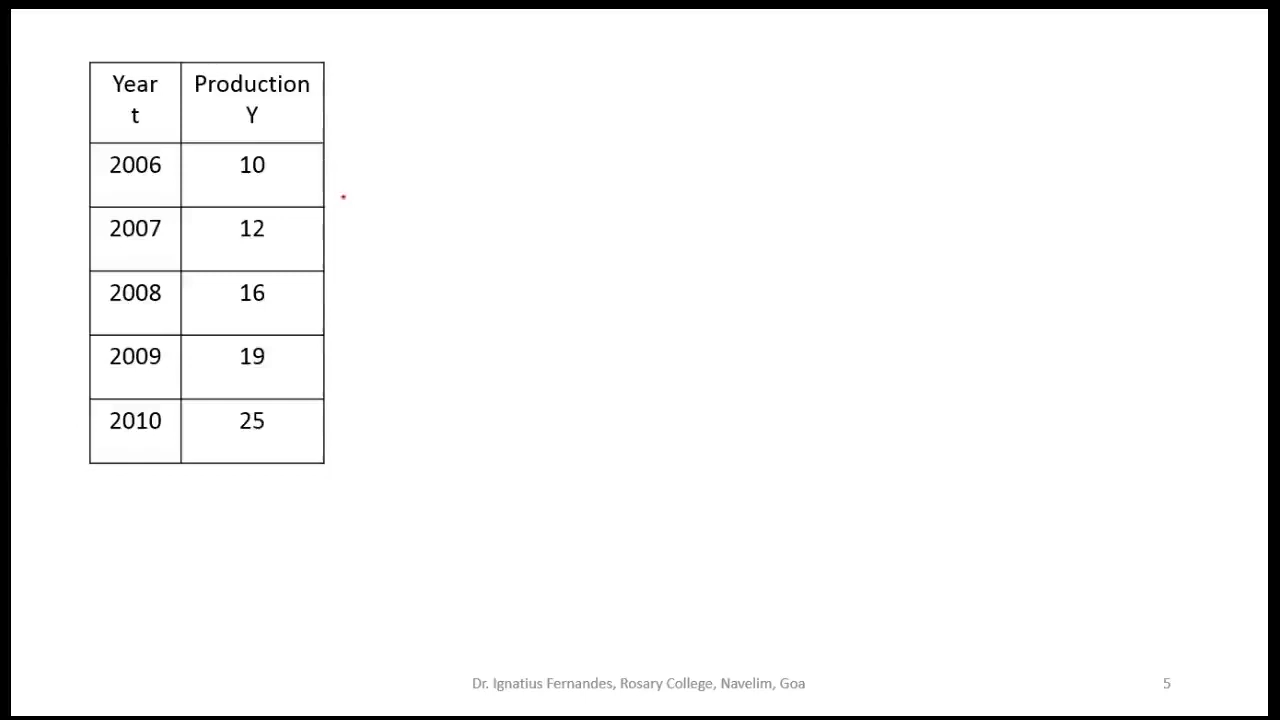 Year Production
t Y
2006 10
2007 12
2008 16
2009 19
2010 25
Dr. Ignatius Fernandes, Rosary College, Navelim, Goa 5